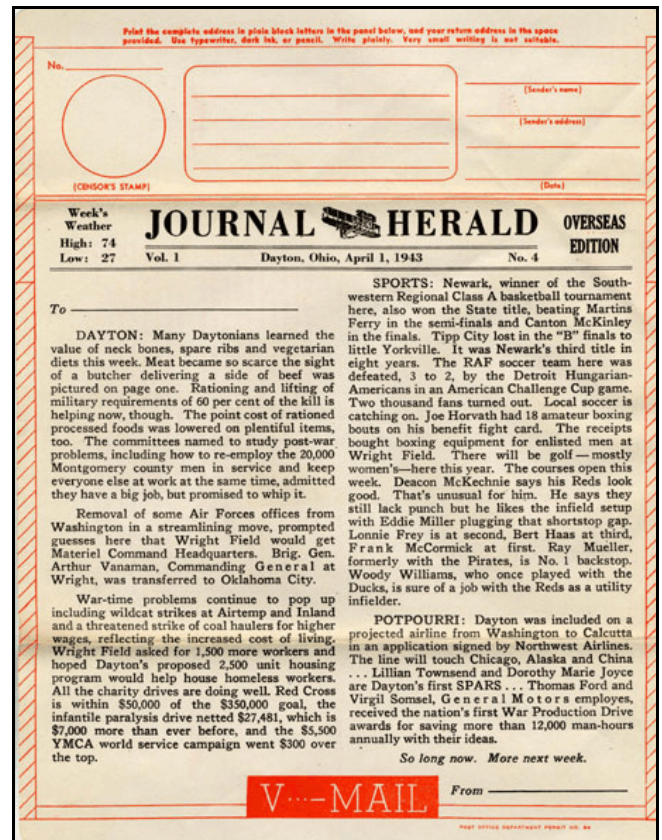 Print the complete address in plain block letters in the panel below, and your return address in the space
provided. Use typewriter, dark ink, or pencil. Write plainly. Very small writing is not suitable.
No.
(CENSOR'S STAMP)
(Sender's name)
(Sender's address)
(Date)
Week's
Weather
High: 74
Low: 27
JOURNAL HERALD
OVERSEAS
EDITION
Vol. 1 Dayton, Ohio, April 1, 1943 No. 4
To
DAYTON: Many Daytonians learned the
value of neck bones, spare ribs and vegetarian
diets this week. Meat became so scarce the sight
of a butcher delivering a side of beef was
pictured on page one. Rationing and lifting of
military requirements of 60 per cent of the kill is
helping now, though. The point cost of rationed
processed foods was lowered on plentiful items,
too. The committees named to study post-war
problems, including how to re-employ the 20,000
Montgomery county men in service and keep
everyone else at work at the same time, admitted
they have a big job, but promised to whip it.
Removal of some Air Forces offices from
Washington in a streamlining move, prompted
guesses here that Wright Field would get
Materiel Command Headquarters. Brig. Gen.
Arthur Vanaman, Commanding General at
Wright, was transferred to Oklahoma City.
War-time problems continue to pop up
including wildcat strikes at Airtemp and Inland
and a threatened strike of coal haulers for higher
wages, reflecting the increased cost of living.
Wright Field asked for 1,500 more workers and
hoped Dayton's proposed 2,500 unit housing
program would help house homeless workers.
All the charity drives are doing well. Red Cross
is within $50,000 of the $350,000 goal, the
infantile paralysis drive netted $27,481, which is
$7,000 more than ever before, and the $5,500
YMCA world service campaign went $300 over
the top.
SPORTS: Newark, winner of the South-
western Regional Class A basketball tournament
here, also won the State title, beating Martins
Ferry in the semi-finals and Canton McKinley
in the finals. Tipp City lost in the "B" finals to
little Yorkville. It was Newark's third title in
eight years. The RAF soccer team here was
defeated, 3 to 2, by the Detroit Hungarian-
Americans in an American Challenge Cup game.
Two thousand fans turned out. Local soccer is
catching on. Joe Horvath had 18 amateur boxing
bouts on his benefit fight card. The receipts
bought boxing equipment for enlisted men at
Wright Field. There will be golf—mostly
women's—here this year. The courses open this
week. Deacon McKechnie says his Reds look
good. That's unusual for him. He says they
still lack punch but he likes the infield setup
with Eddie Miller plugging that shortstop gap.
Lonnie Frey is at second, Bert Haas at third,
Frank McCormick at first. Ray Mueller,
formerly with the Pirates, is No. 1 backstop.
Woody Williams, who once played with the
Ducks, is sure of a job with the Reds as a utility
infielder.
POTPOURRI: Dayton was included on a
projected airline from Washington to Calcutta
in an application signed by Northwest Airlines.
The line will touch Chicago, Alaska and China
. . . Lillian Townsend and Dorothy Marie Joyce
are Dayton's first SPARS . . . Thomas Ford and
Virgil Somsel, General Motors employes,
received the nation's first War Production Drive
awards for saving more than 12,000 man-hours
annually with their ideas.
So long now. More next week.
V···—MAIL
From
POST OFFICE DEPARTMENT PERMIT NO.